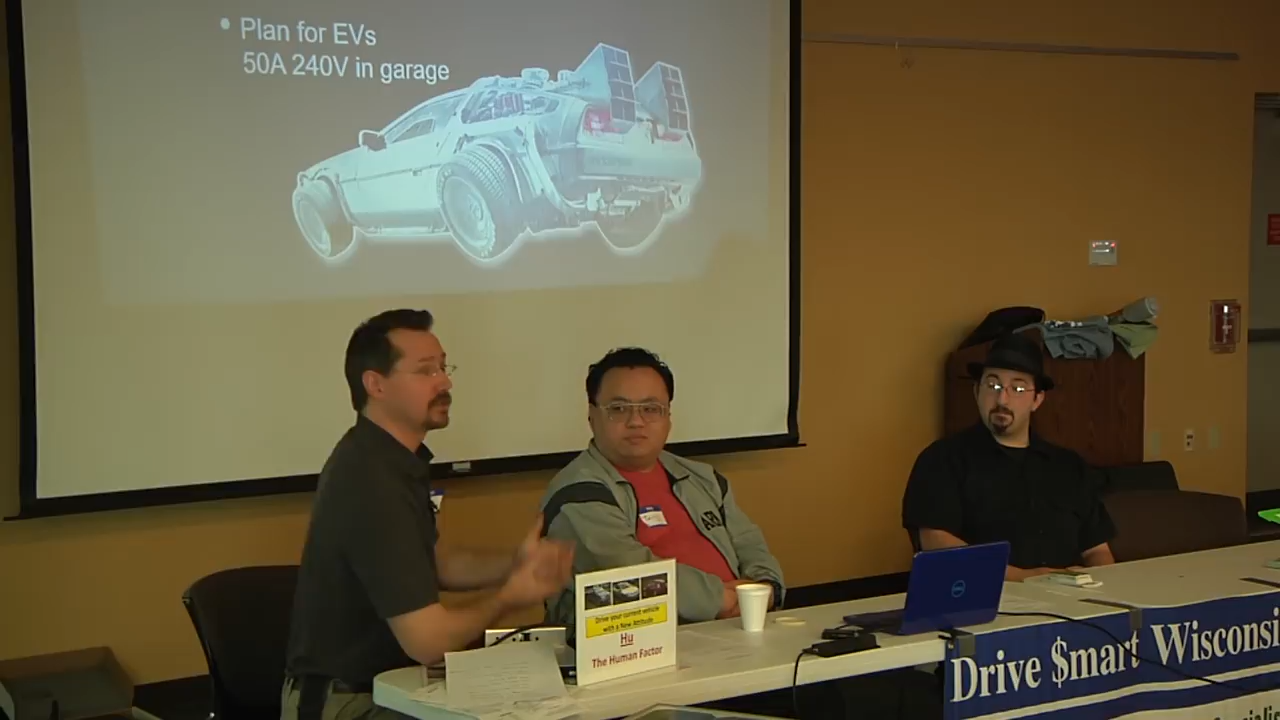 • Plan for EVs
50A 240V in garage
Drive your current vehicle
with a New Attitude
Hu
The Human Factor
DELL
Drive $mart Wisconsi